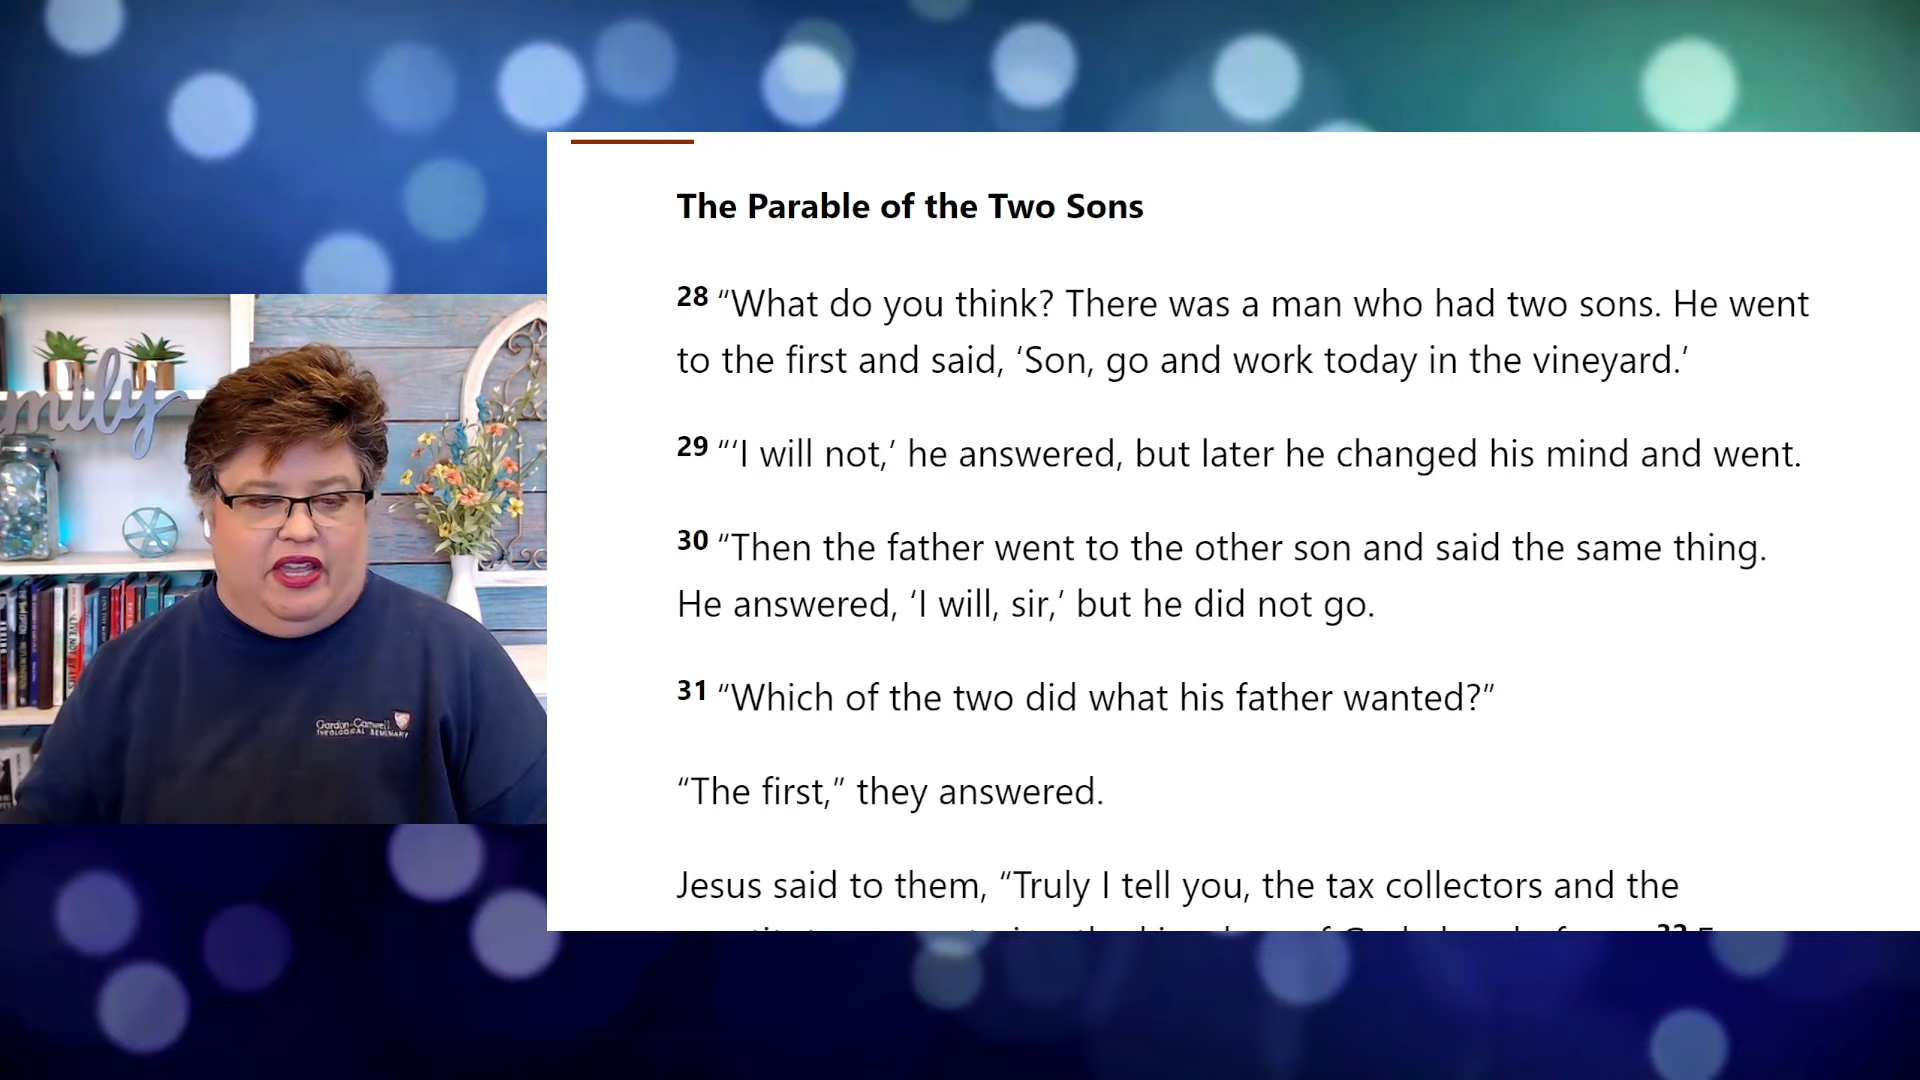 The Parable of the Two Sons
28 “What do you think? There was a man who had two sons. He went
to the first and said, ‘Son, go and work today in the vineyard.’
29 “‘I will not,’ he answered, but later he changed his mind and went.
30 “Then the father went to the other son and said the same thing.
He answered, ‘I will, sir,’ but he did not go.
31 “Which of the two did what his father wanted?”
“The first,” they answered.
Jesus said to them, “Truly I tell you, the tax collectors and the
mily
Gordon-Conwell
THEOLOGICAL SEMINARY